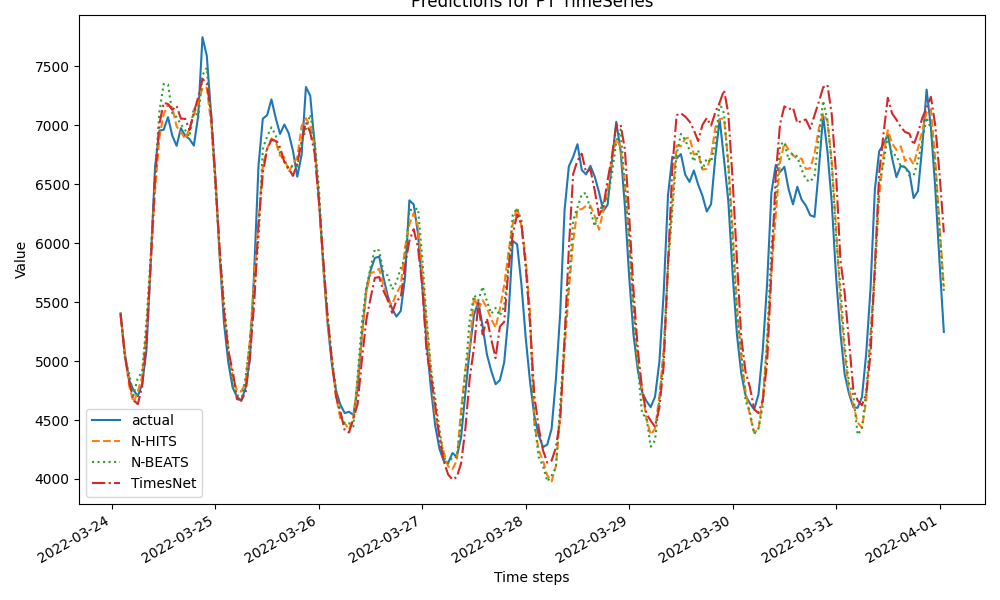 Predictions for PT TimeSeries
Value
7500
7000
6500
6000
5500
5000
4500
4000
actual
N-HITS
N-BEATS
TimesNet
2022-03-24
2022-03-25
2022-03-26
2022-03-27
2022-03-28
2022-03-29
2022-03-30
2022-03-31
2022-04-01
Time steps